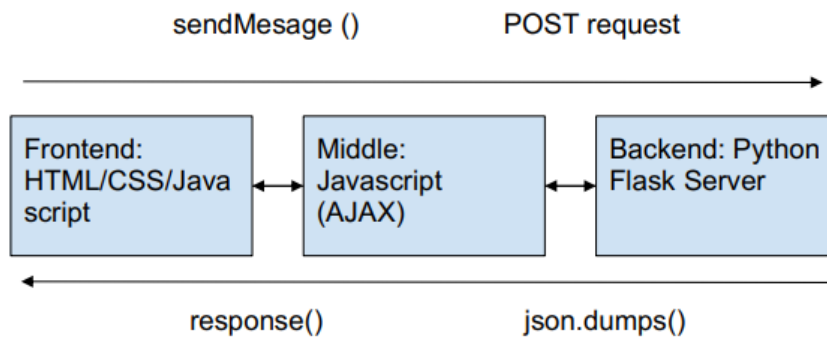 sendMesage () POST request
Frontend:
HTML/CSS/Java
script
Middle:
Javascript
(AJAX)
Backend: Python
Flask Server
response() json.dumps()